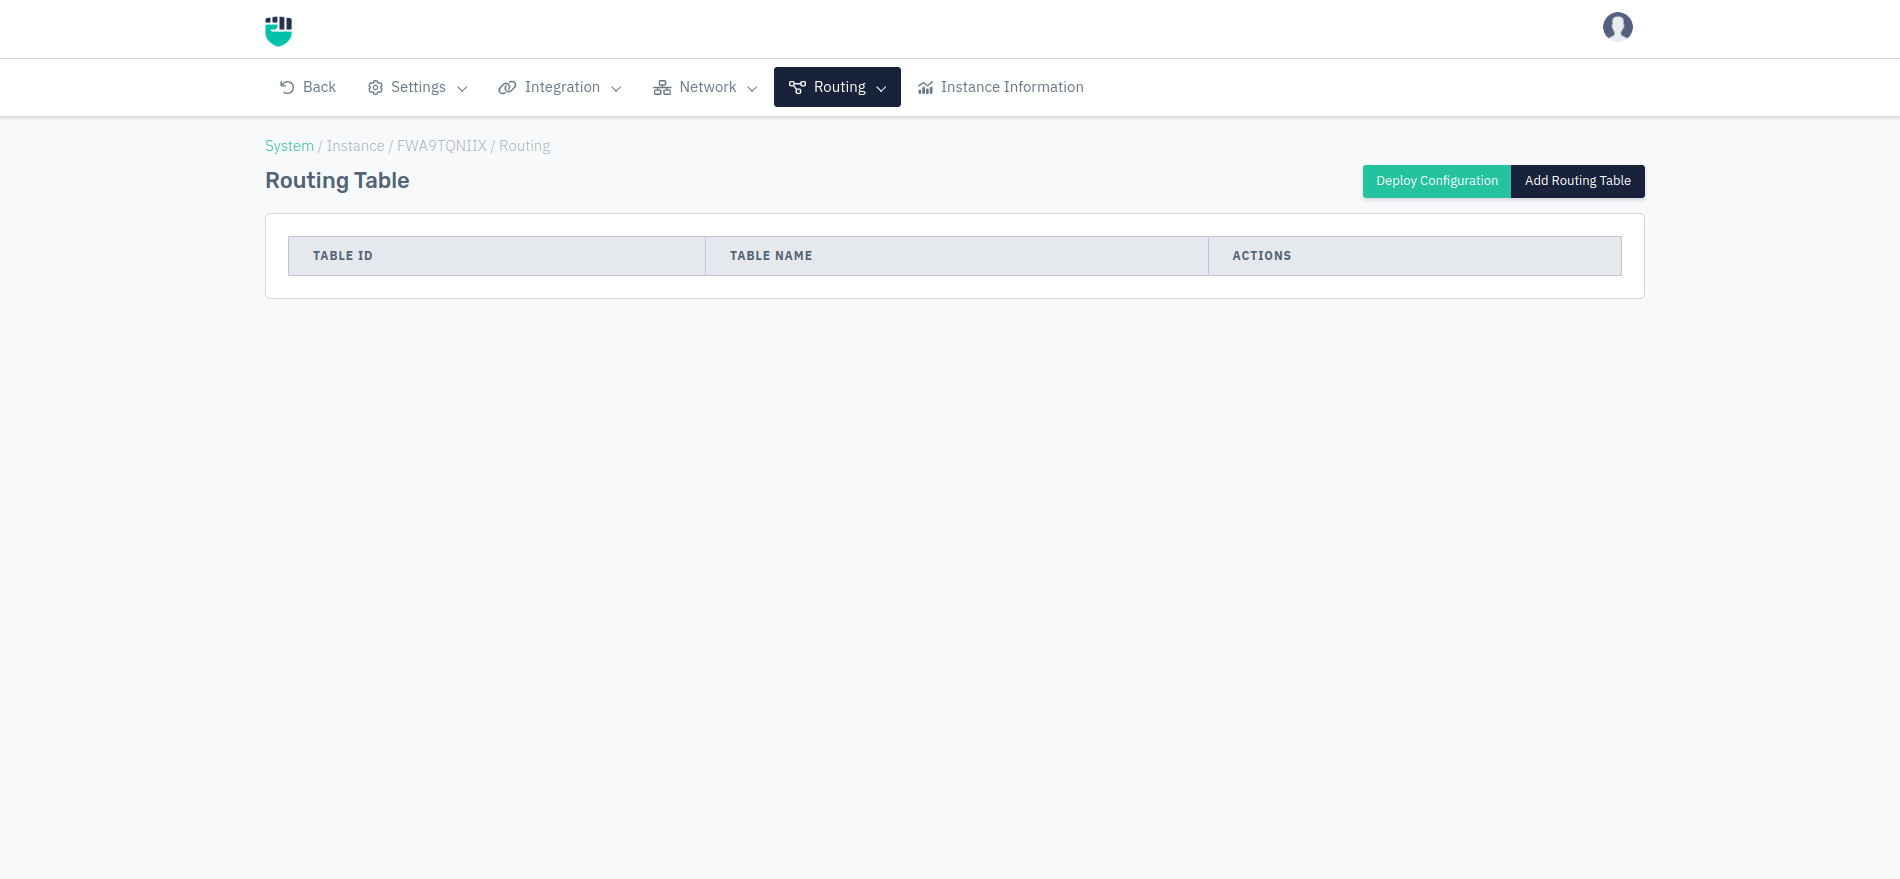 Back Settings Integration Network Routing Instance Information
System / Instance / FWA9TQNIIX / Routing
Routing Table
Deploy Configuration Add Routing Table
TABLE ID TABLE NAME ACTIONS